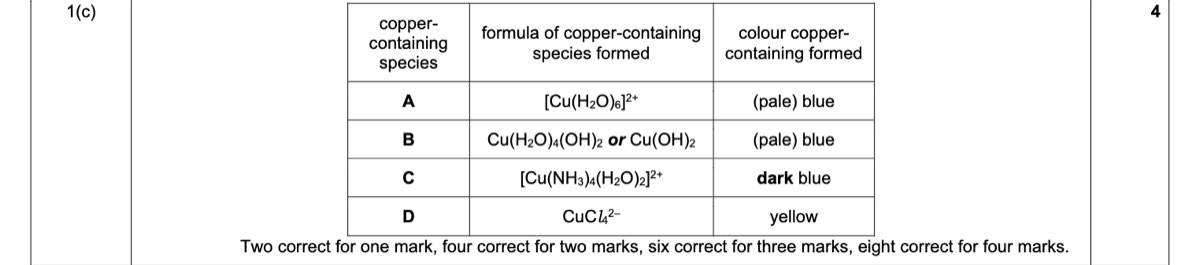 1(c)
4
copper-
containing
species
formula of copper-containing
species formed
colour copper-
containing formed
A
[Cu(H₂O)₆]²⁺
(pale) blue
B
Cu(H₂O)₄(OH)₂ or Cu(OH)₂
(pale) blue
C
[Cu(NH₃)₄(H₂O)₂]²⁺
dark blue
D
CuCl₄²⁻
yellow
Two correct for one mark, four correct for two marks, six correct for three marks, eight correct for four marks.